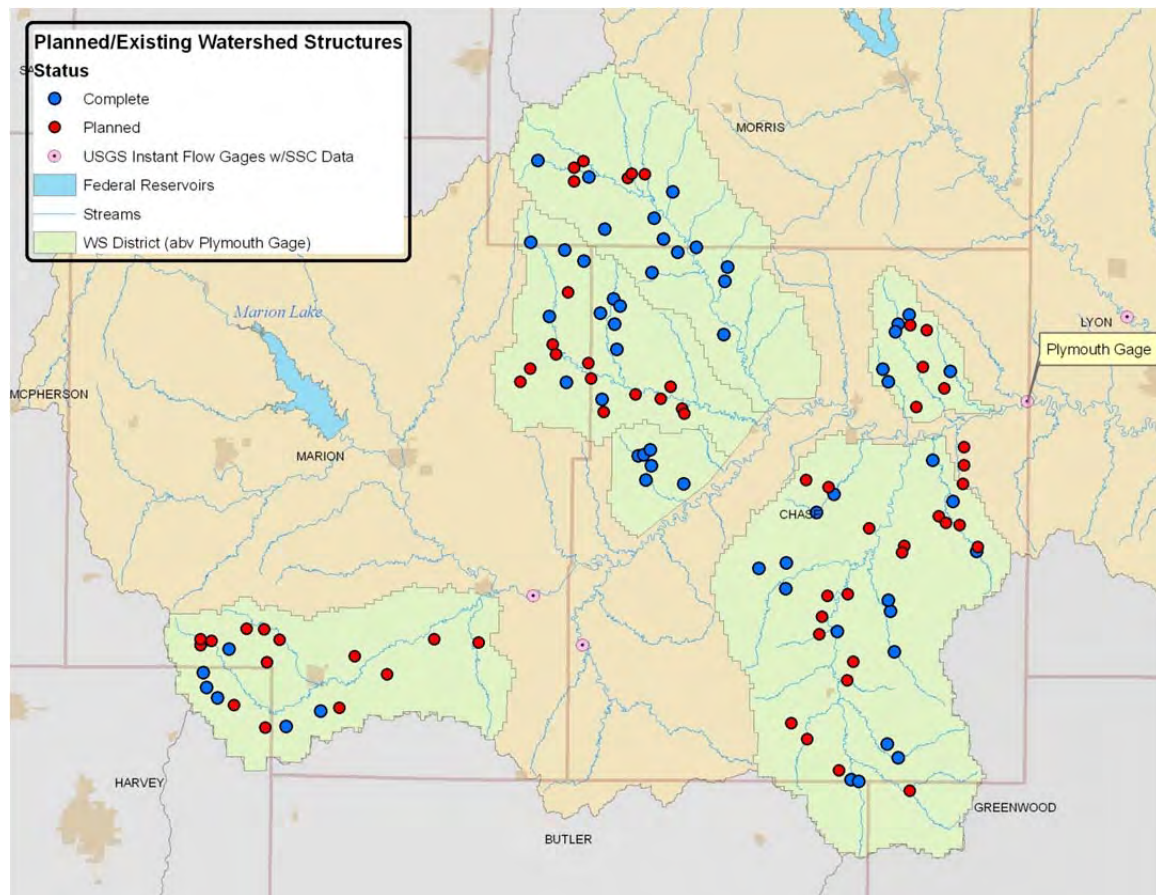 Planned/Existing Watershed Structures
Status
Complete
Planned
USGS Instant Flow Gages w/SSC Data
Federal Reservoirs
Streams
WS District (abv Plymouth Gage)
MORRIS
Marion Lake
LYON
Plymouth Gage
MCPHERSON
MARION
CHASE
HARVEY
GREENWOOD
BUTLER